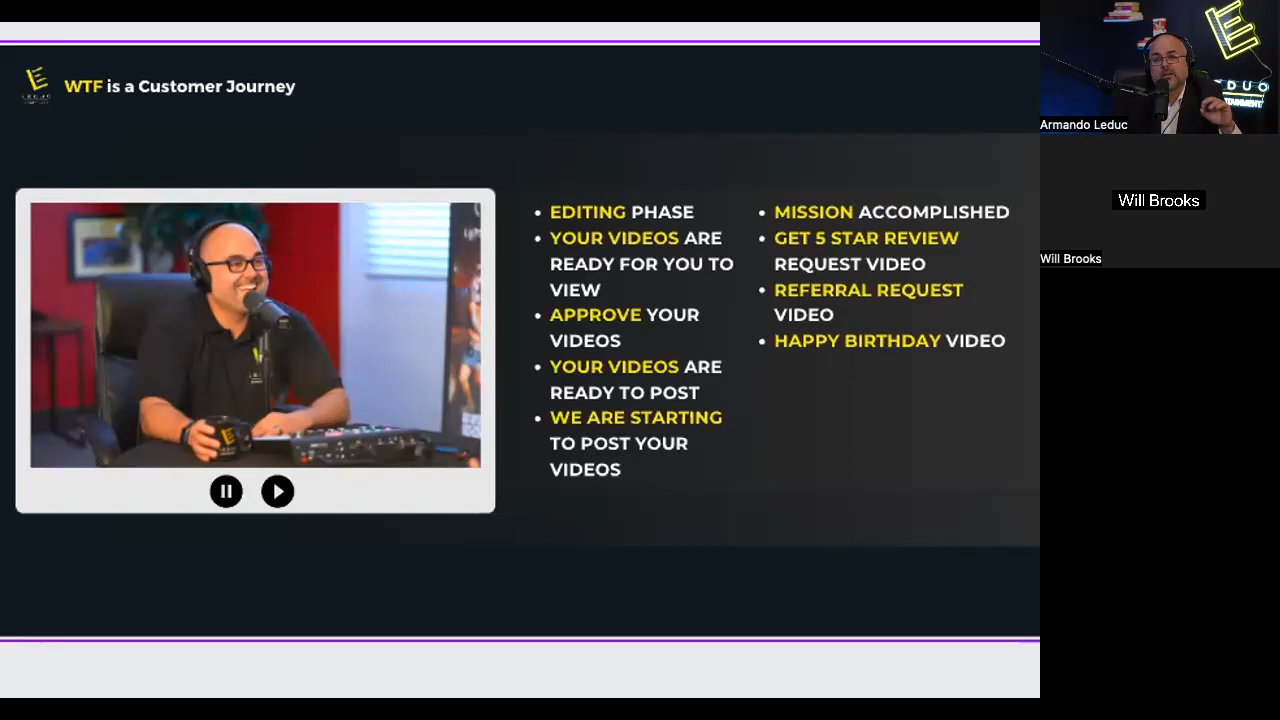 WTF is a Customer Journey
• EDITING PHASE
• YOUR VIDEOS ARE
READY FOR YOU TO
VIEW
• APPROVE YOUR
VIDEOS
• YOUR VIDEOS ARE
READY TO POST
• WE ARE STARTING
TO POST YOUR
VIDEOS
• MISSION ACCOMPLISHED
• GET 5 STAR REVIEW
REQUEST VIDEO
• REFERRAL REQUEST
VIDEO
• HAPPY BIRTHDAY VIDEO
DUO
Armando Leduc
Will Brooks
Will Brooks